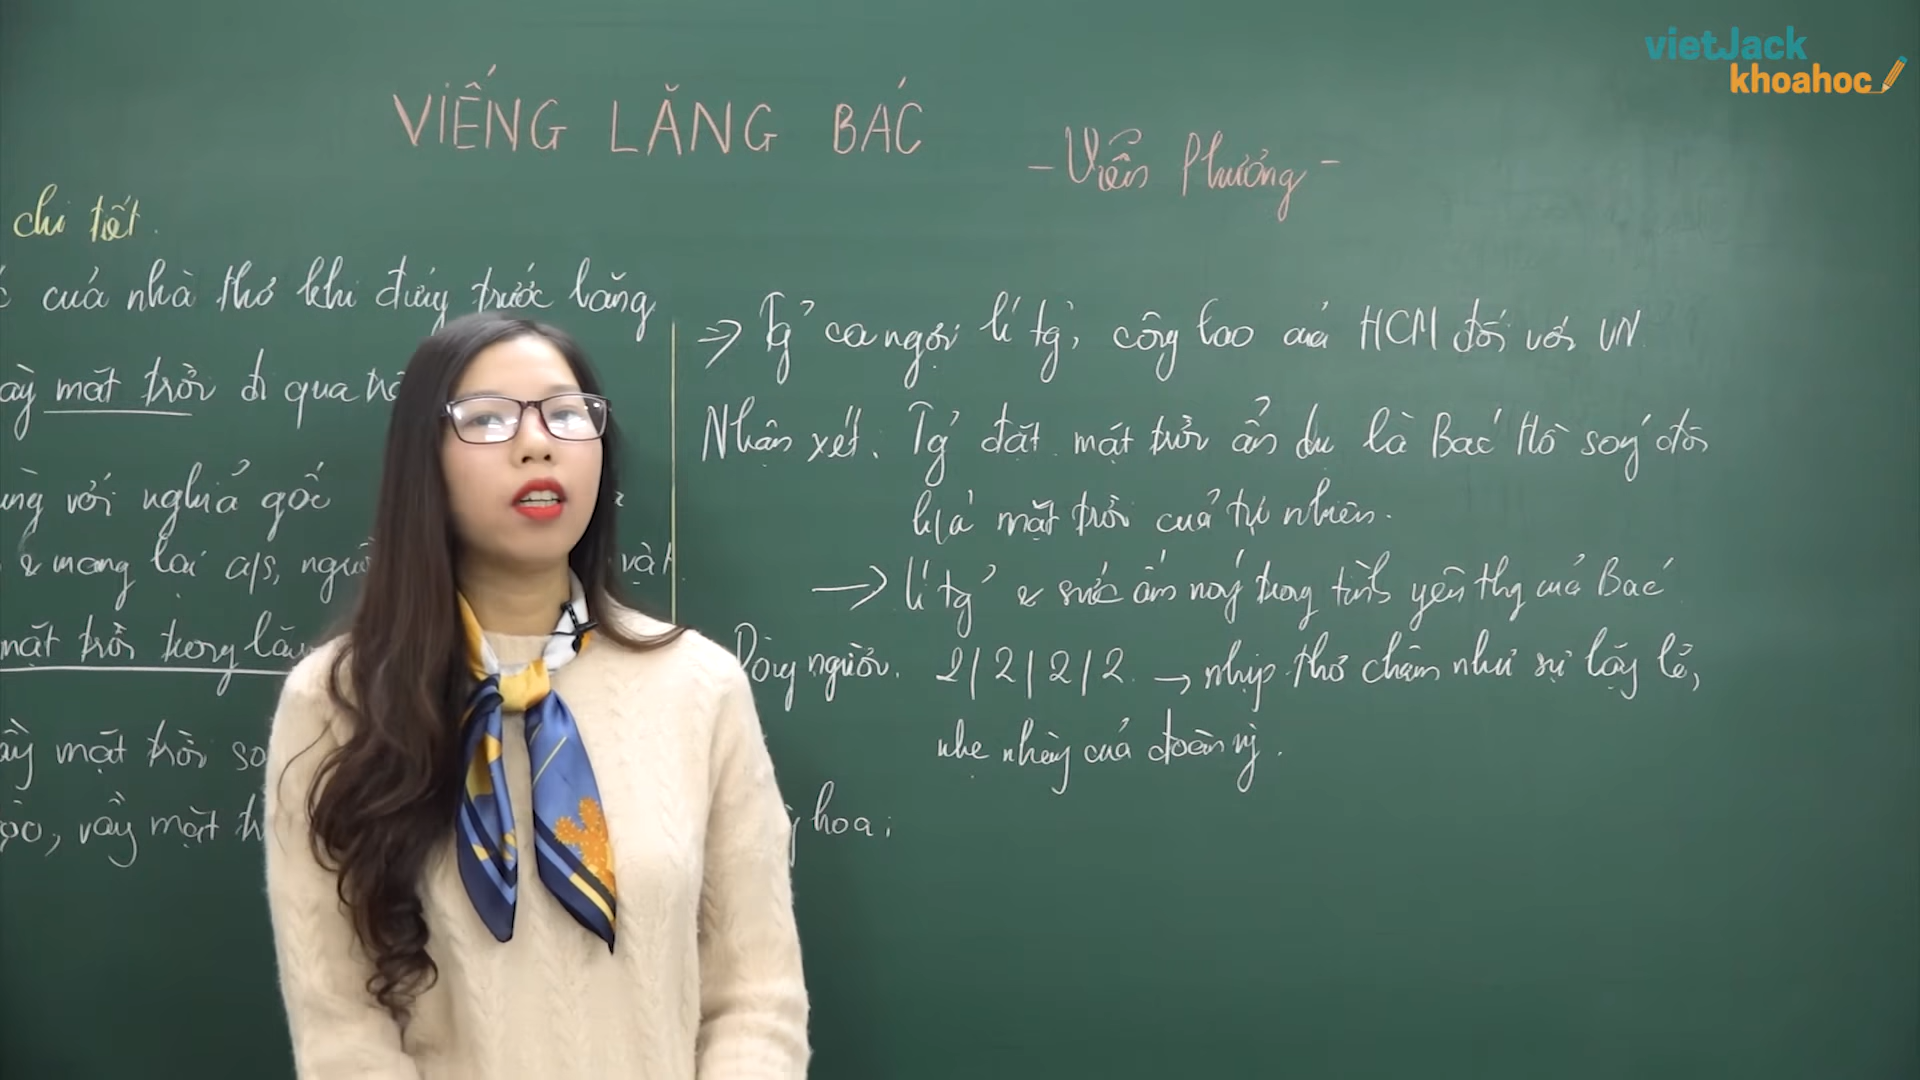 vietJack
khoahoc
VIẾNG LĂNG BÁC
- Viễn Phương -
chi tiết.
của nhà thơ khi đứng trước lăng
mặt trời đi qua
với nghĩa gốc
& mang lại a/s,
mặt trời trong
mặt trời
, vầy mặt
=> Tg' ca ngợi lí tg', công lao của HCM đối với VN.
Nhận xét: Tg' đặt mặt trời ẩn dụ là Bác Hồ sóng đôi
với mặt trời của tự nhiên.
-> lí tg' & sức ấm nóng trong tình yêu thg của Bác
Dòng người: 2/2/2/2 -> nhịp thơ chậm như sự lặng lẽ,
nhẹ nhàng của đoàn ng`.
hoa: